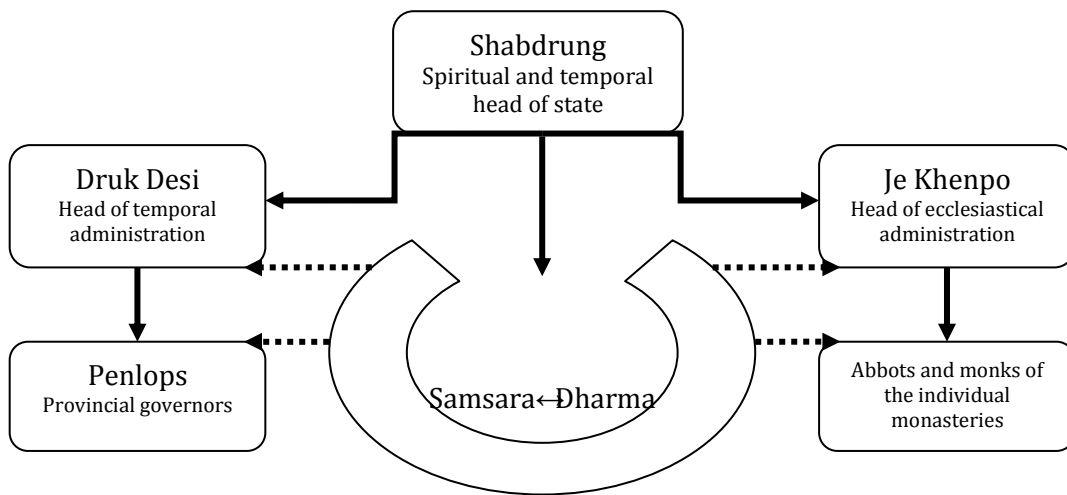 Shabdrung
Spiritual and temporal
head of state
Druk Desi
Head of temporal
administration
Je Khenpo
Head of ecclesiastical
administration
Penlops
Provincial governors
Samsara↔Dharma
Abbots and monks of
the individual
monasteries